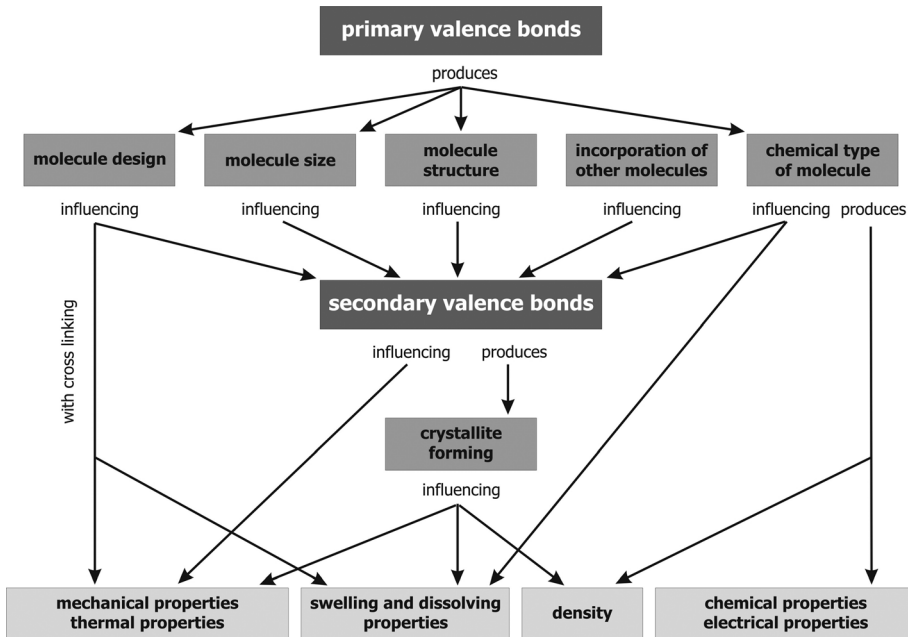 primary valence bonds
produces
molecule design
molecule size
molecule
structure
incorporation of
other molecules
chemical type
of molecule
influencing
influencing
influencing
influencing
influencing
produces
with cross linking
secondary valence bonds
influencing
produces
crystallite
forming
influencing
mechanical properties
thermal properties
swelling and dissolving
properties
density
chemical properties
electrical properties